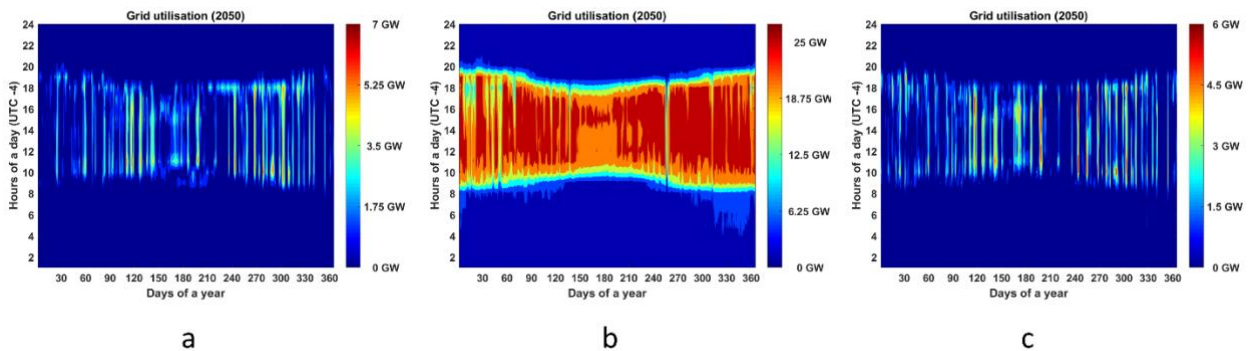 Grid utilisation (2050)
24
22
20
18
16
14
12
10
8
6
4
2
Hours of a day (UTC -4)
30 60 90 120 150 180 210 240 270 300 330 360
Days of a year
7 GW
5.25 GW
3.5 GW
1.75 GW
0 GW
a
Grid utilisation (2050)
24
22
20
18
16
14
12
10
8
6
4
2
Hours of a day (UTC -4)
30 60 90 120 150 180 210 240 270 300 330 360
Days of a year
25 GW
18.75 GW
12.5 GW
6.25 GW
0 GW
b
Grid utilisation (2050)
24
22
20
18
16
14
12
10
8
6
4
2
Hours of a day (UTC -4)
30 60 90 120 150 180 210 240 270 300 330 360
Days of a year
6 GW
4.5 GW
3 GW
1.5 GW
0 GW
c